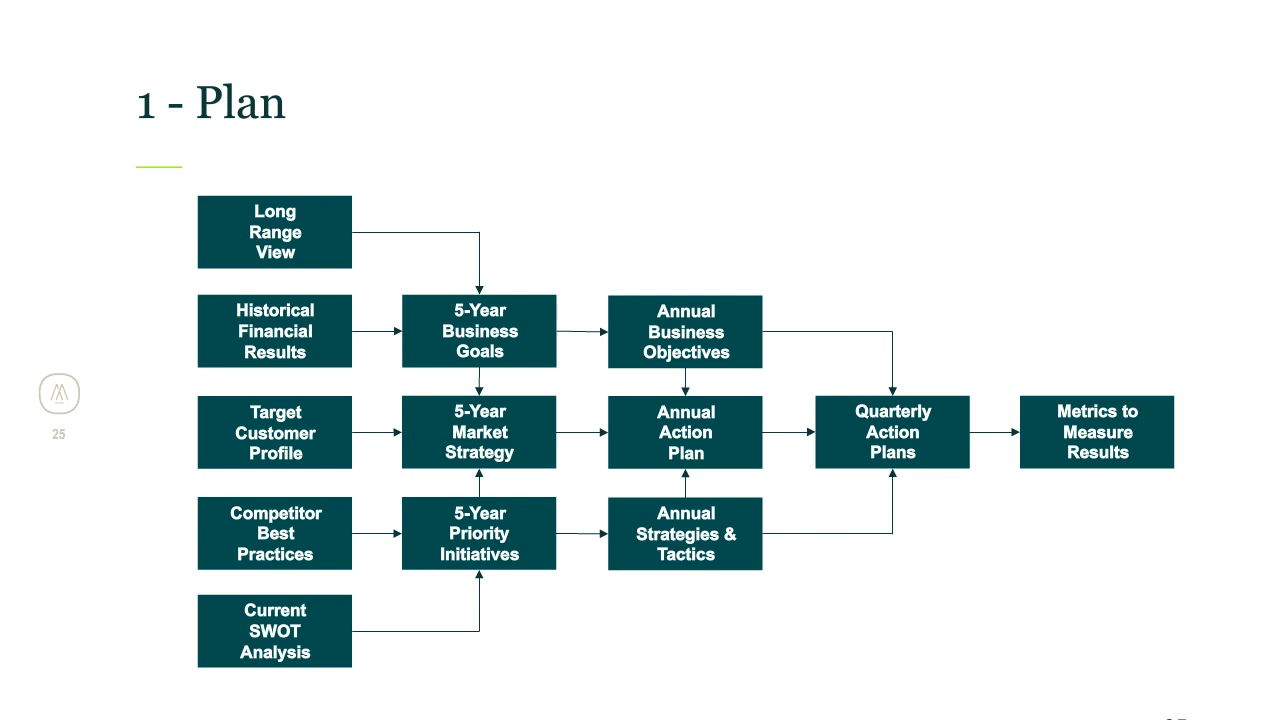 1 - Plan
Long
Range
View
Historical
Financial
Results
5-Year
Business
Goals
Annual
Business
Objectives
Target
Customer
Profile
5-Year
Market
Strategy
Annual
Action
Plan
Quarterly
Action
Plans
Metrics to
Measure
Results
25
Competitor
Best
Practices
5-Year
Priority
Initiatives
Annual
Strategies &
Tactics
Current
SWOT
Analysis